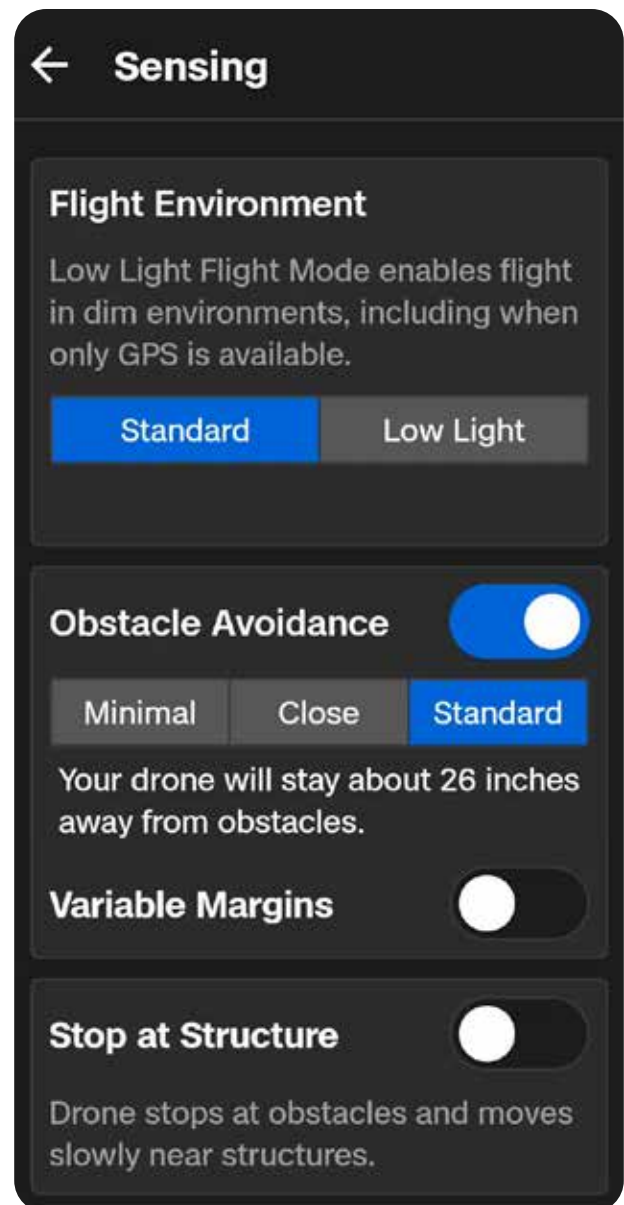 Sensing
Flight Environment
Low Light Flight Mode enables flight
in dim environments, including when
only GPS is available.
Standard Low Light
Obstacle Avoidance
Minimal Close Standard
Your drone will stay about 26 inches
away from obstacles.
Variable Margins
Stop at Structure
Drone stops at obstacles and moves
slowly near structures.